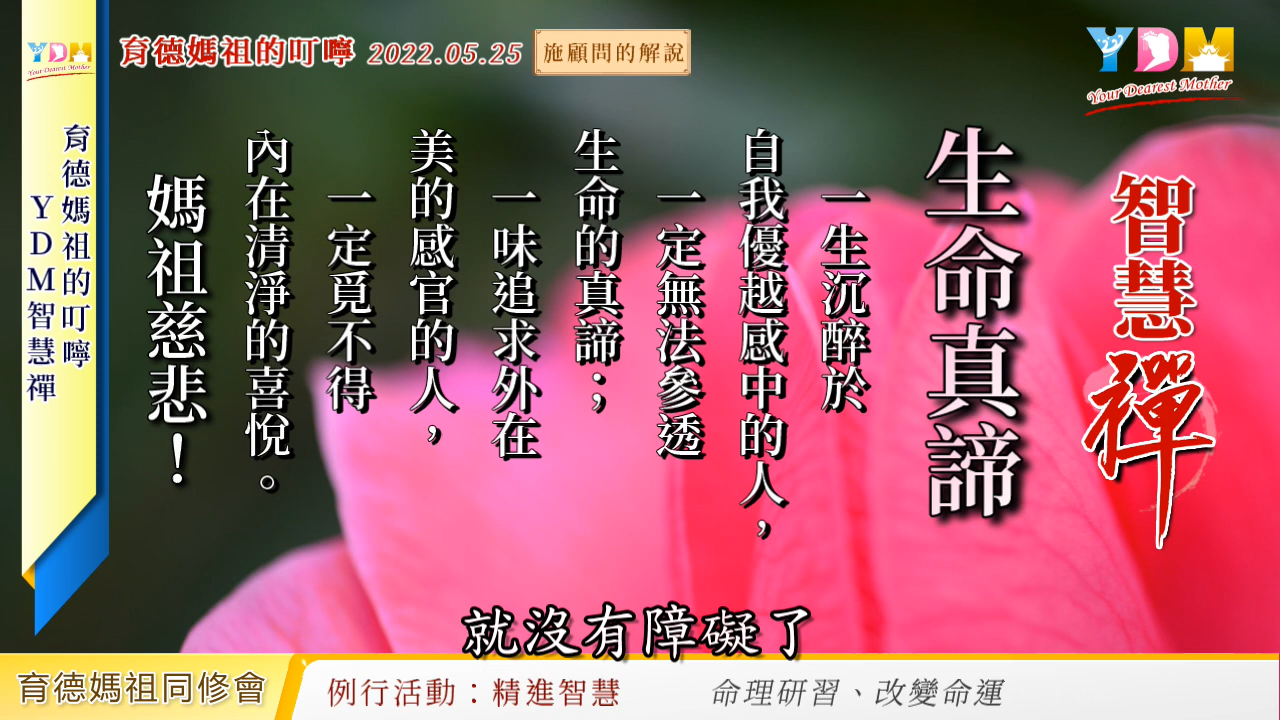 YDM
Your Dearest Mother
育德媽祖的叮嚀
YDM智慧禪
育德媽祖的叮嚀 2022.05.25 施顧問的解說
YDM
Your Dearest Mother
智慧禪
生命真諦
一生沉醉於
自我優越感中的人，
一定無法參透
生命的真諦；
一味追求外在
美的感官的人，
一定覓不得
內在清淨的喜悅。
媽祖慈悲！
就沒有障礙了
育德媽祖同修會
例行活動：精進智慧
命理研習、改變命運